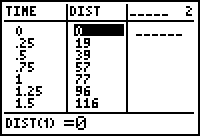 TIME DIST ------ 2
0 0 ------
.25 19
.5 39
.75 57
1 77
1.25 96
1.5 116
DIST(1) =0